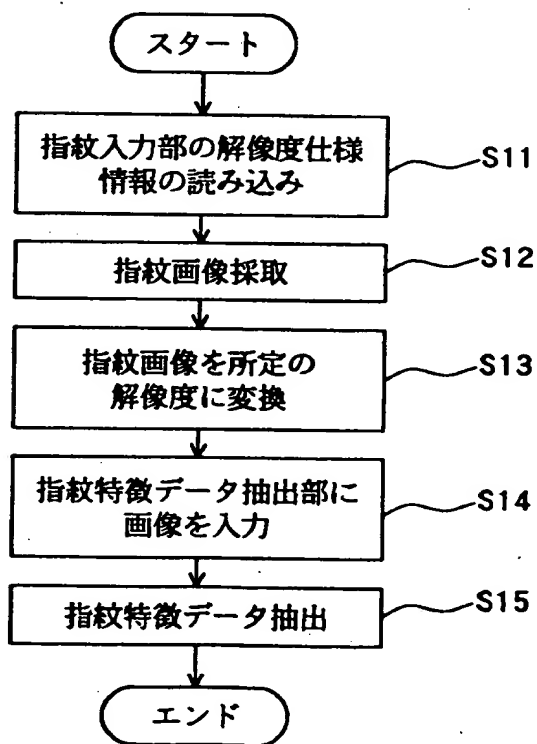 スタート
指紋入力部の解像度仕様
情報の読み込み
S11
指紋画像採取
S12
指紋画像を所定の
解像度に変換
S13
指紋特徴データ抽出部に
画像を入力
S14
指紋特徴データ抽出
S15
エンド